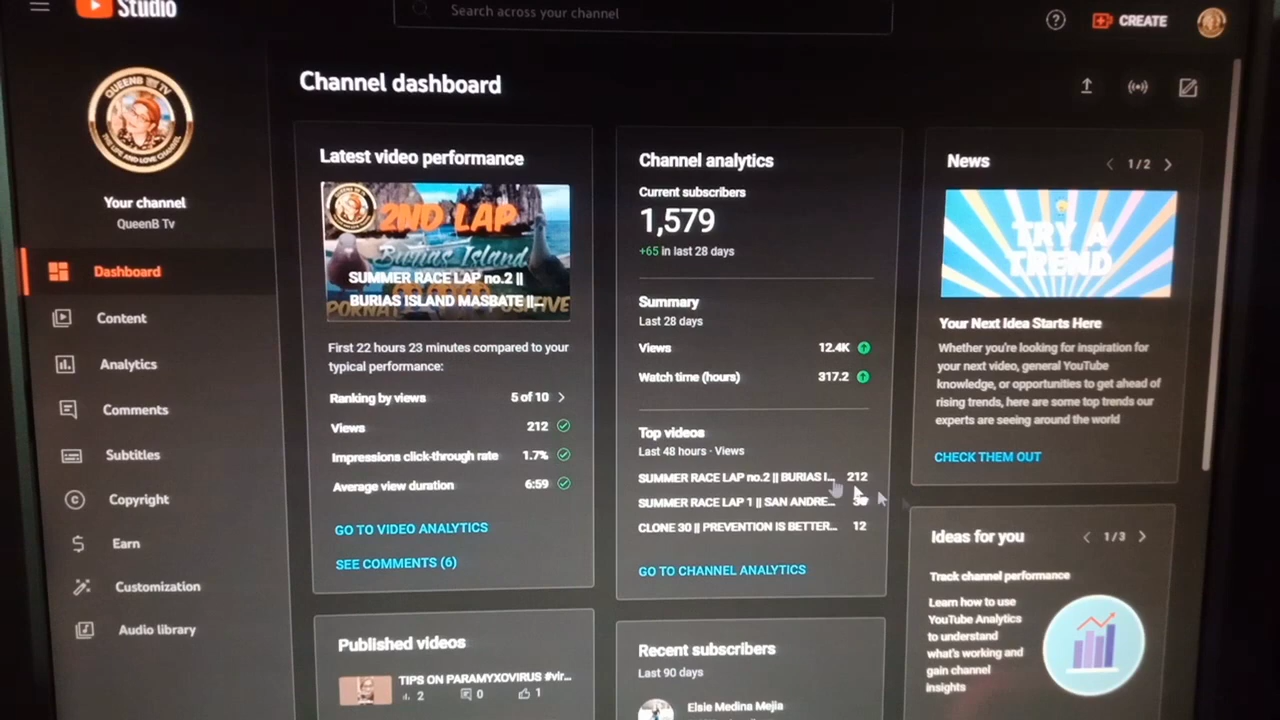 Studio
Search across your channel
CREATE
QUEENB TV
THE LIFE AND LOVE CHANNEL
Your channel
QueenB Tv
Dashboard
Content
Analytics
Comments
Subtitles
Copyright
Earn
Customization
Audio library
Channel dashboard
Latest video performance
2ND LAP
Burias Island
SUMMER RACE LAP no.2 ||
BURIAS ISLAND MASBATE ||...
First 22 hours 23 minutes compared to your
typical performance:
Ranking by views 5 of 10
Views 212
Impressions click-through rate 1.7%
Average view duration 6:59
GO TO VIDEO ANALYTICS
SEE COMMENTS (6)
Published videos
TIPS ON PARAMYXOVIRUS #vir...
2 0 1
Channel analytics
Current subscribers
1,579
+65 in last 28 days
Summary
Last 28 days
Views 12.4K
Watch time (hours) 317.2
Top videos
Last 48 hours · Views
SUMMER RACE LAP no.2 || BURIAS I... 212
SUMMER RACE LAP 1 || SAN ANDRE...
CLONE 30 || PREVENTION IS BETTER... 12
GO TO CHANNEL ANALYTICS
Recent subscribers
Last 90 days
Elsie Medina Mejia
News
1/2
TRY A
TREND
Your Next Idea Starts Here
Whether you're looking for inspiration for
your next video, general YouTube
knowledge, or opportunities to get ahead of
rising trends, here are some top trends our
experts are seeing around the world
CHECK THEM OUT
Ideas for you
1/3
Track channel performance
Learn how to use
YouTube Analytics
to understand
what's working and
gain channel
insights